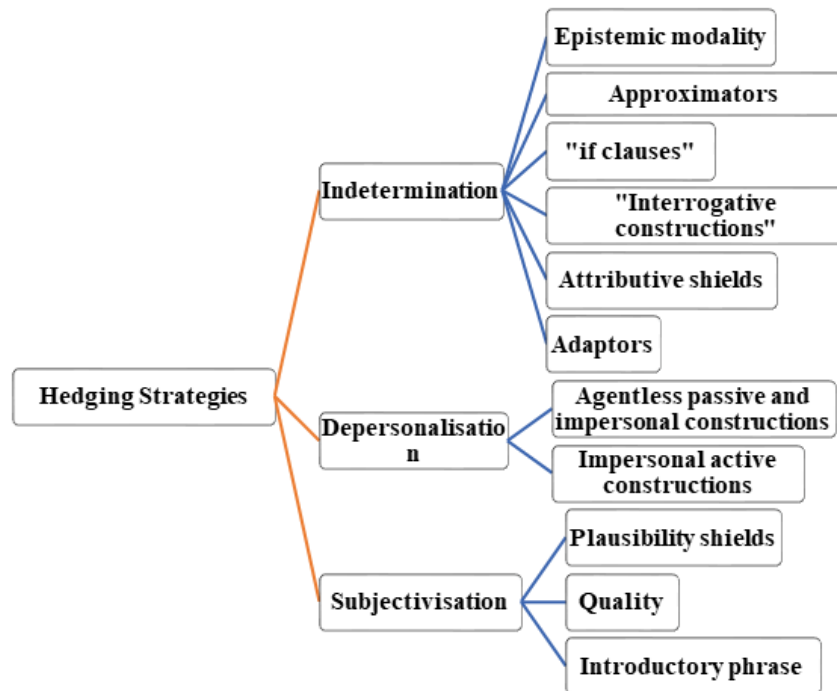 Epistemic modality
Approximators
"if clauses"
Indetermination
"Interrogative
constructions"
Attributive shields
Adaptors
Hedging Strategies
Depersonalisatio
n
Agentless passive and
impersonal constructions
Impersonal active
constructions
Plausibility shields
Subjectivisation
Quality
Introductory phrase